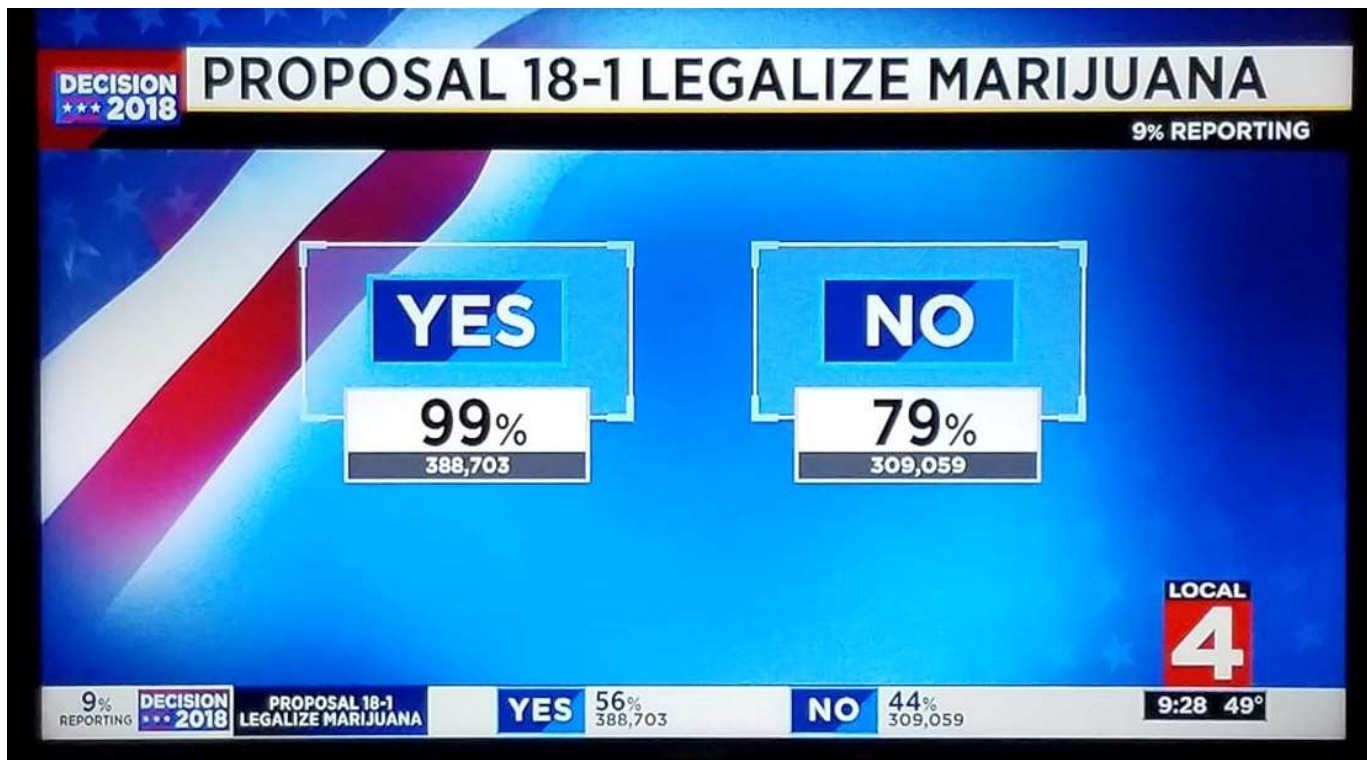 DECISION
*** 2018
PROPOSAL 18-1 LEGALIZE MARIJUANA
9% REPORTING
YES
99%
388,703
NO
79%
309,059
LOCAL
4
9:28 49°
9%
REPORTING
DECISION
*** 2018
PROPOSAL 18-1
LEGALIZE MARIJUANA
YES
56%
388,703
NO
44%
309,059